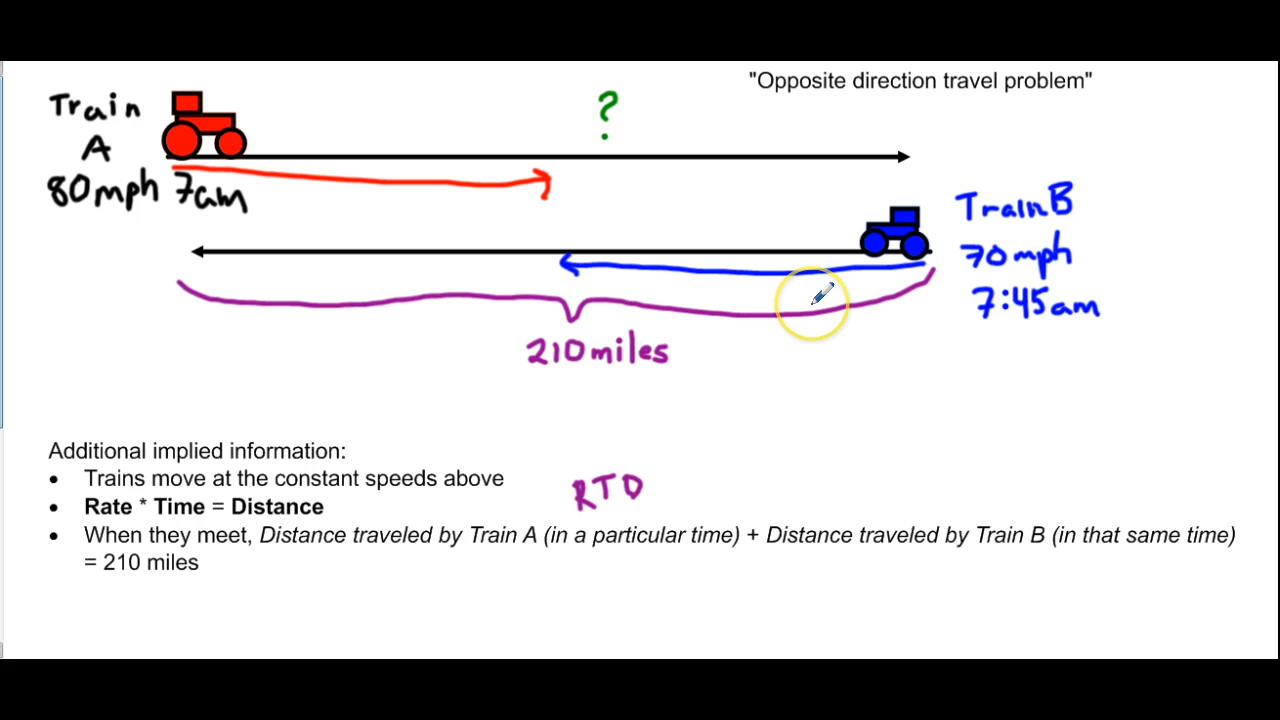 "Opposite direction travel problem"
Train
A
80mph 7am
?
Train B
70mph
7:45am
210miles
Additional implied information:
• Trains move at the constant speeds above
• Rate * Time = Distance
RTD
• When they meet, Distance traveled by Train A (in a particular time) + Distance traveled by Train B (in that same time)
= 210 miles